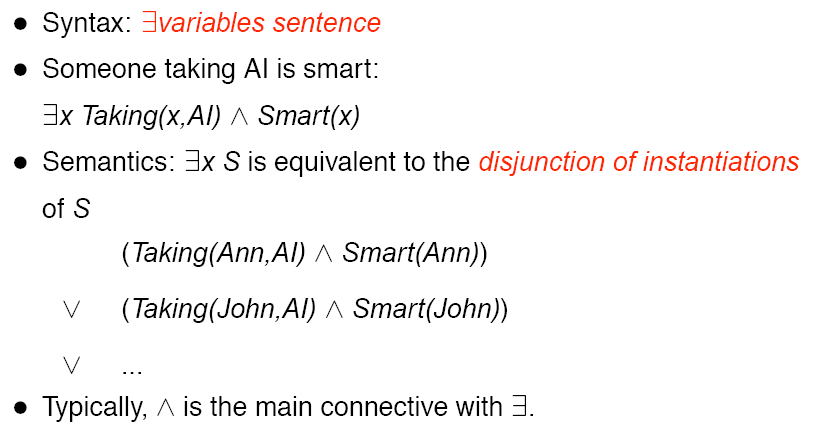 ● Syntax: ∃variables sentence
● Someone taking AI is smart:
∃x Taking(x,AI) ∧ Smart(x)
● Semantics: ∃x S is equivalent to the disjunction of instantiations
of S
(Taking(Ann,AI) ∧ Smart(Ann))
∨ (Taking(John,AI) ∧ Smart(John))
∨ ...
● Typically, ∧ is the main connective with ∃.